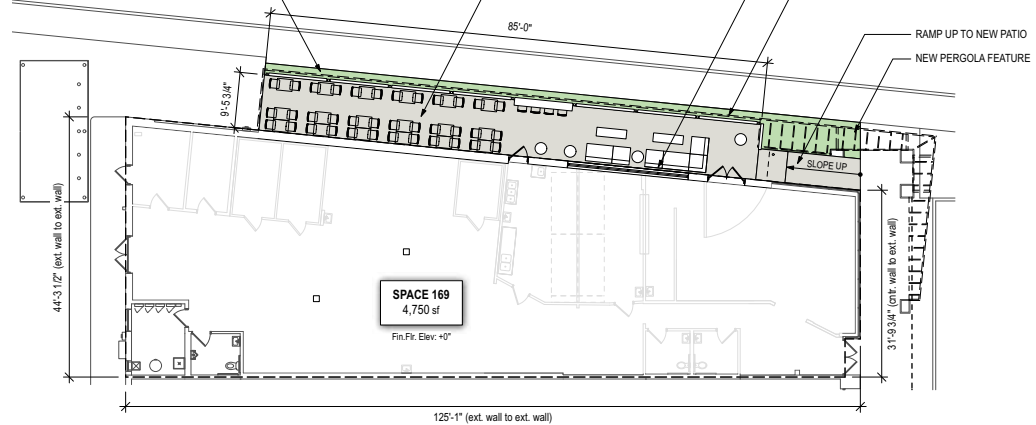 85'-0"
RAMP UP TO NEW PATIO
NEW PERGOLA FEATURE
9'-5 3/4"
SLOPE UP
44'-3 1/2" (ext. wall to ext. wall)
SPACE 169
4,750 sf
Fin.Flr. Elev: +0"
31'-9 3/4" (cntr. wall to ext. wall)
125'-1" (ext. wall to ext. wall)